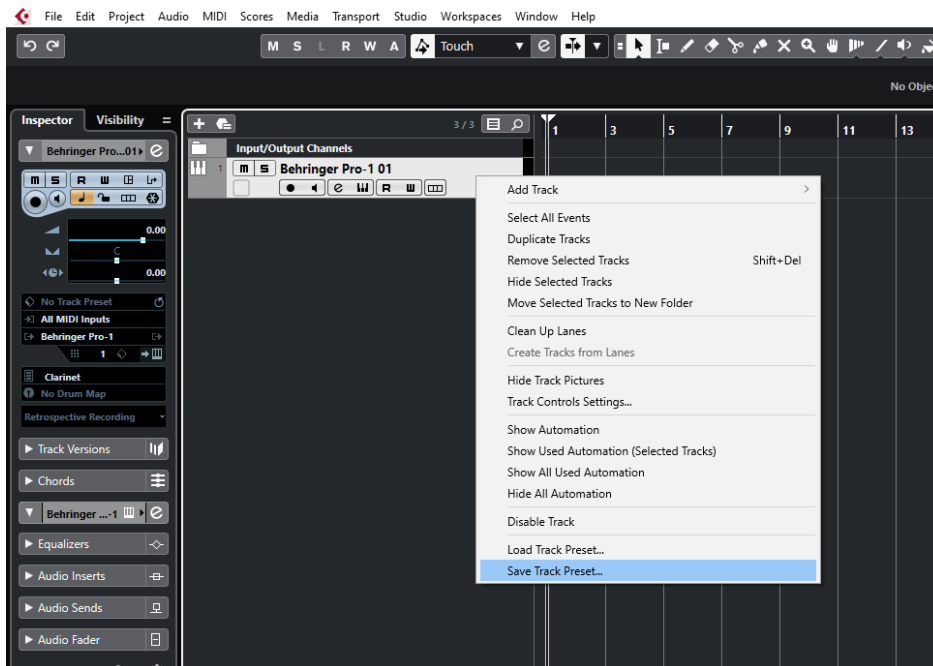 File Edit Project Audio MIDI Scores Media Transport Studio Workspaces Window Help
M S L R W A Touch
No Obje
Inspector Visibility
3 / 3
1 3 5 7 9 11 13
Behringer Pro...01
Input/Output Channels
1 m S Behringer Pro-1 01
R W
m S R W
0.00
C
0.00
No Track Preset
All MIDI Inputs
Behringer Pro-1
1
Clarinet
No Drum Map
Retrospective Recording
Track Versions
Chords
Behringer ...-1
Equalizers
Audio Inserts
Audio Sends
Audio Fader
Add Track
Select All Events
Duplicate Tracks
Remove Selected Tracks Shift+Del
Hide Selected Tracks
Move Selected Tracks to New Folder
Clean Up Lanes
Create Tracks from Lanes
Hide Track Pictures
Track Controls Settings...
Show Automation
Show Used Automation (Selected Tracks)
Show All Used Automation
Hide All Automation
Disable Track
Load Track Preset...
Save Track Preset...